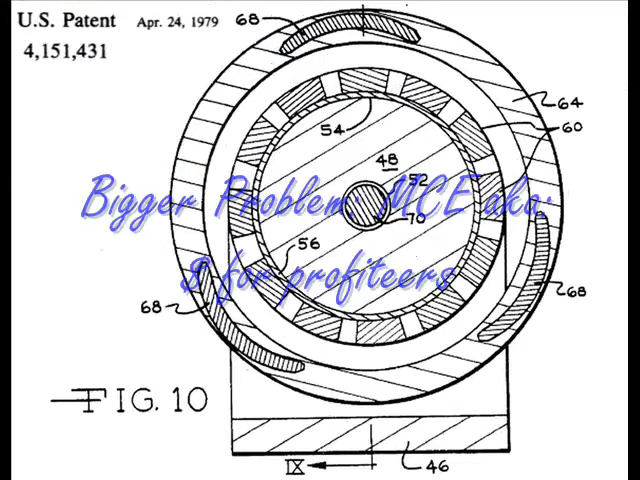 U.S. Patent Apr. 24, 1979
4,151,431
68
64
54
60
48
52
Bigger Problem: MCE aka:
70
56
$ for profiteers
68
68
FIG. 10
IX
46